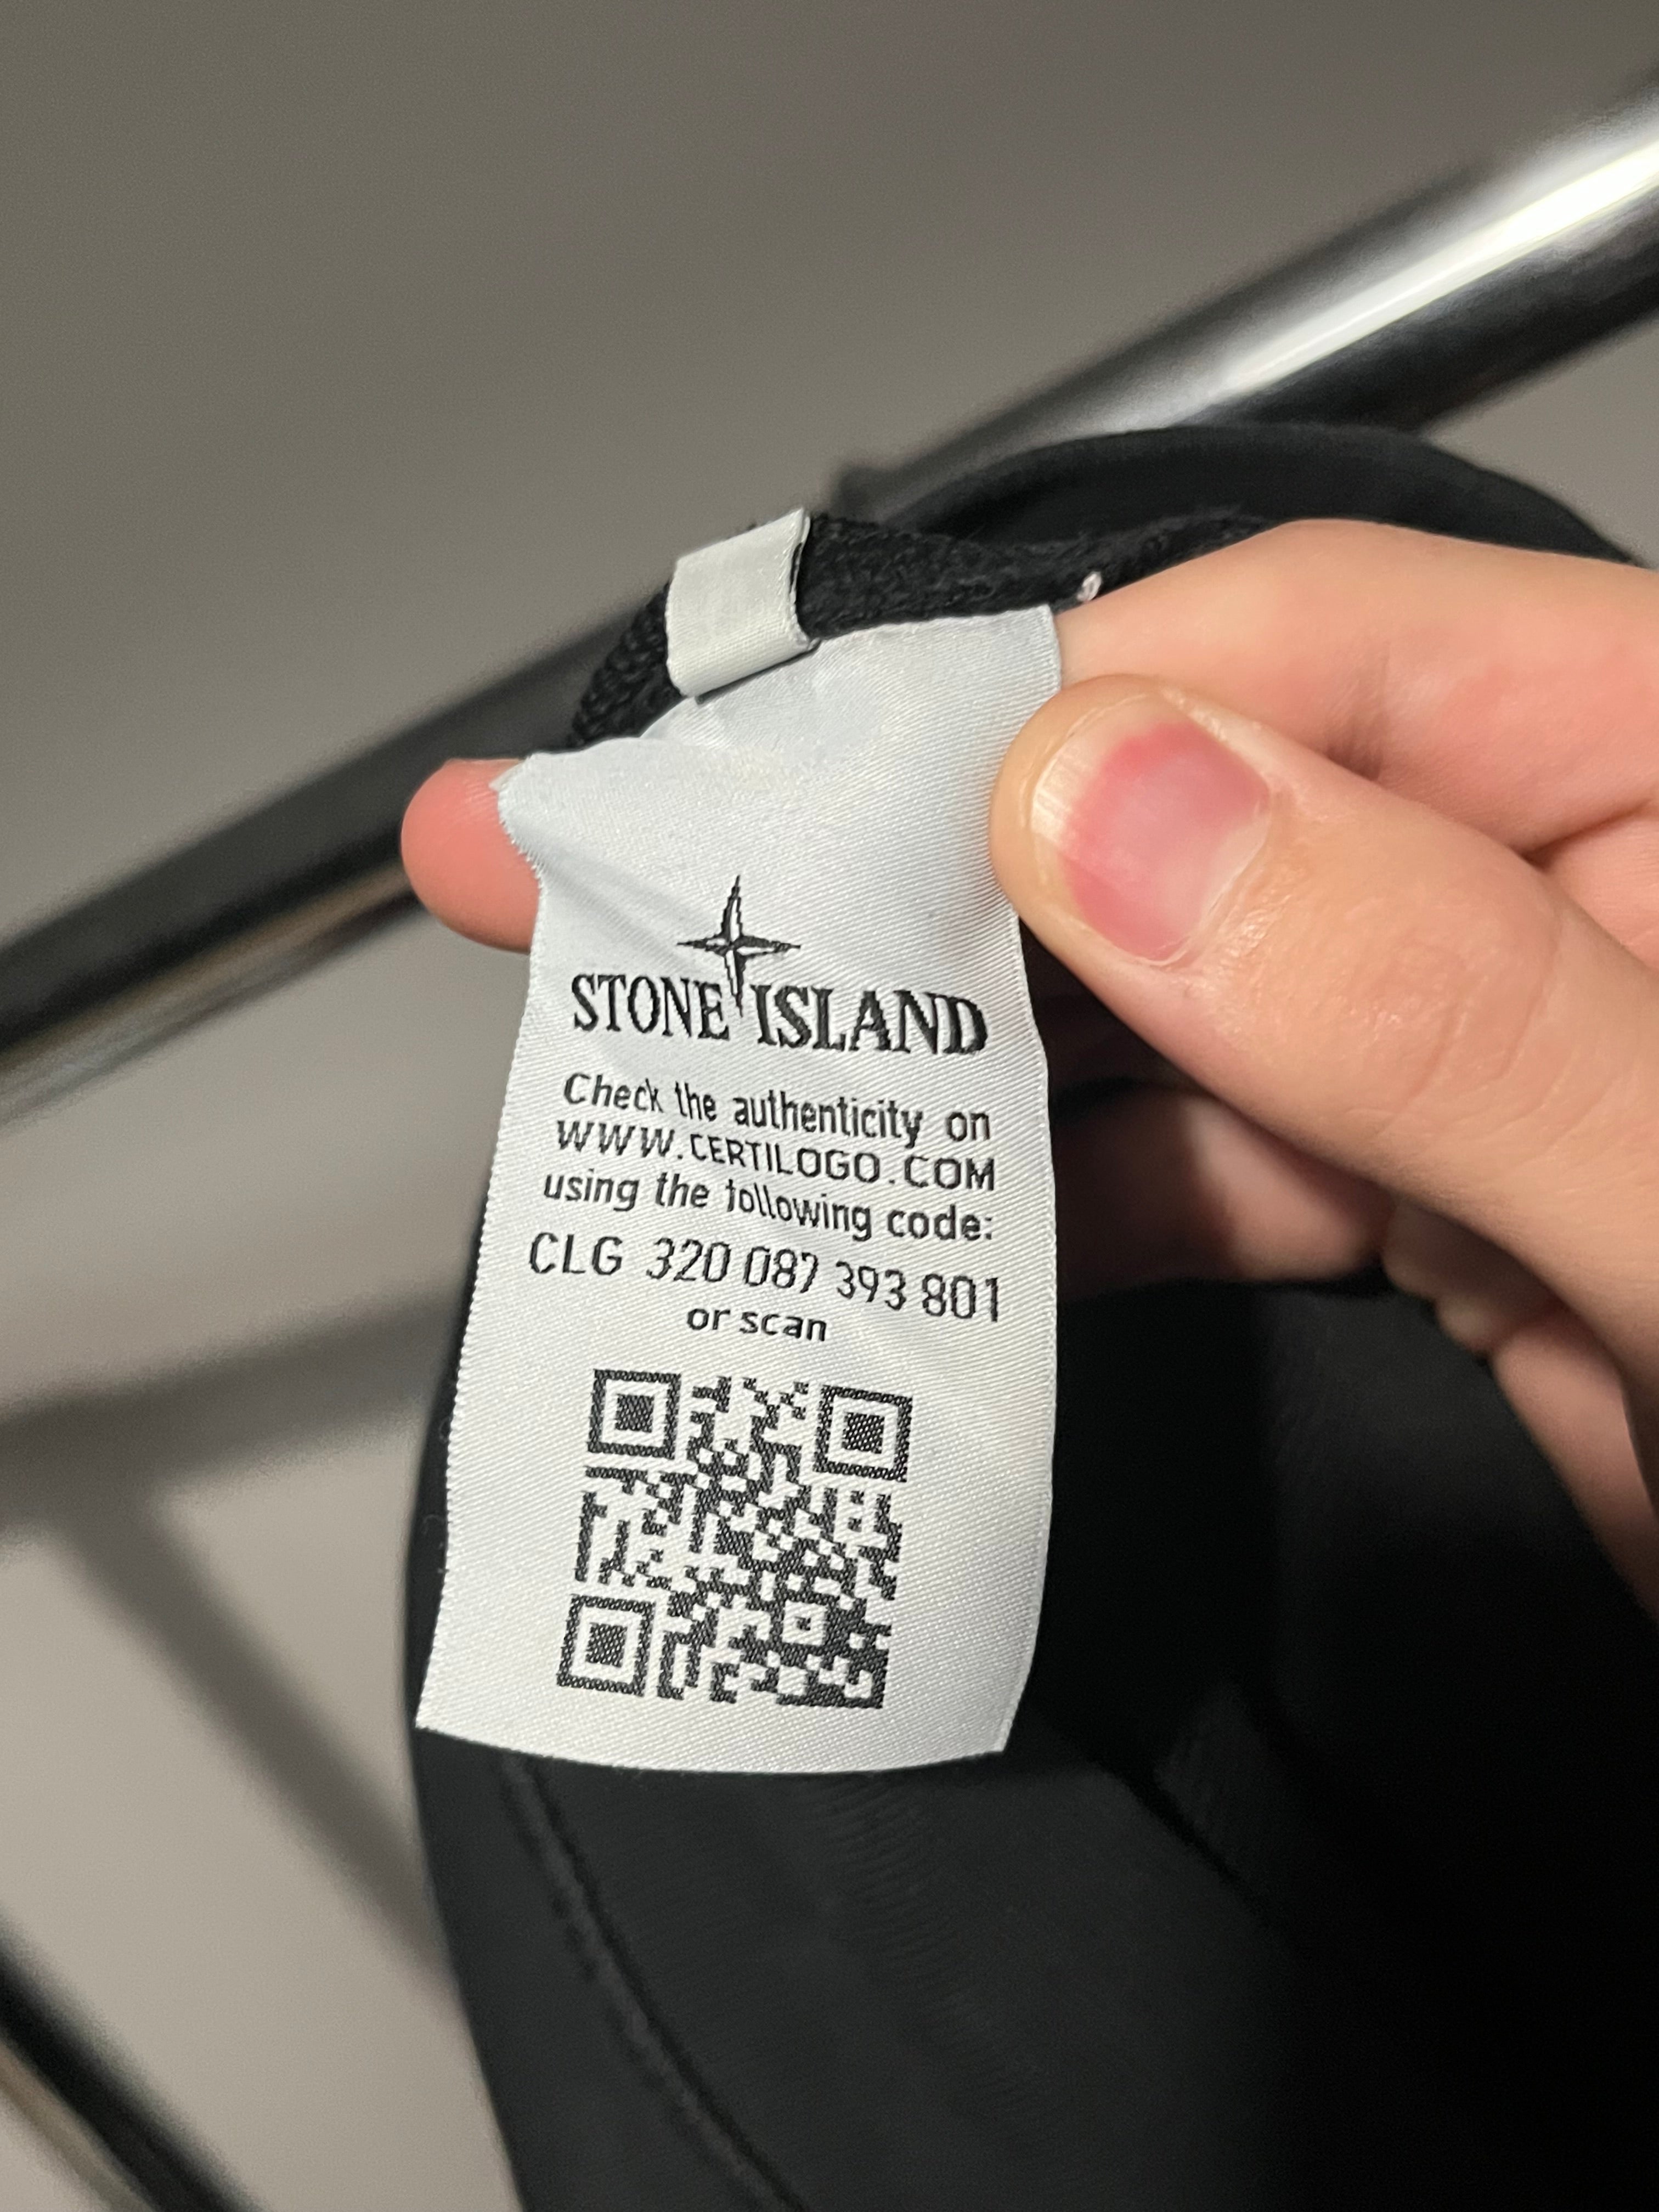 STONE ISLAND
Check the authenticity on
WWW.CERTILOGO.COM
using the following code:
CLG 320 087 393 801
or scan